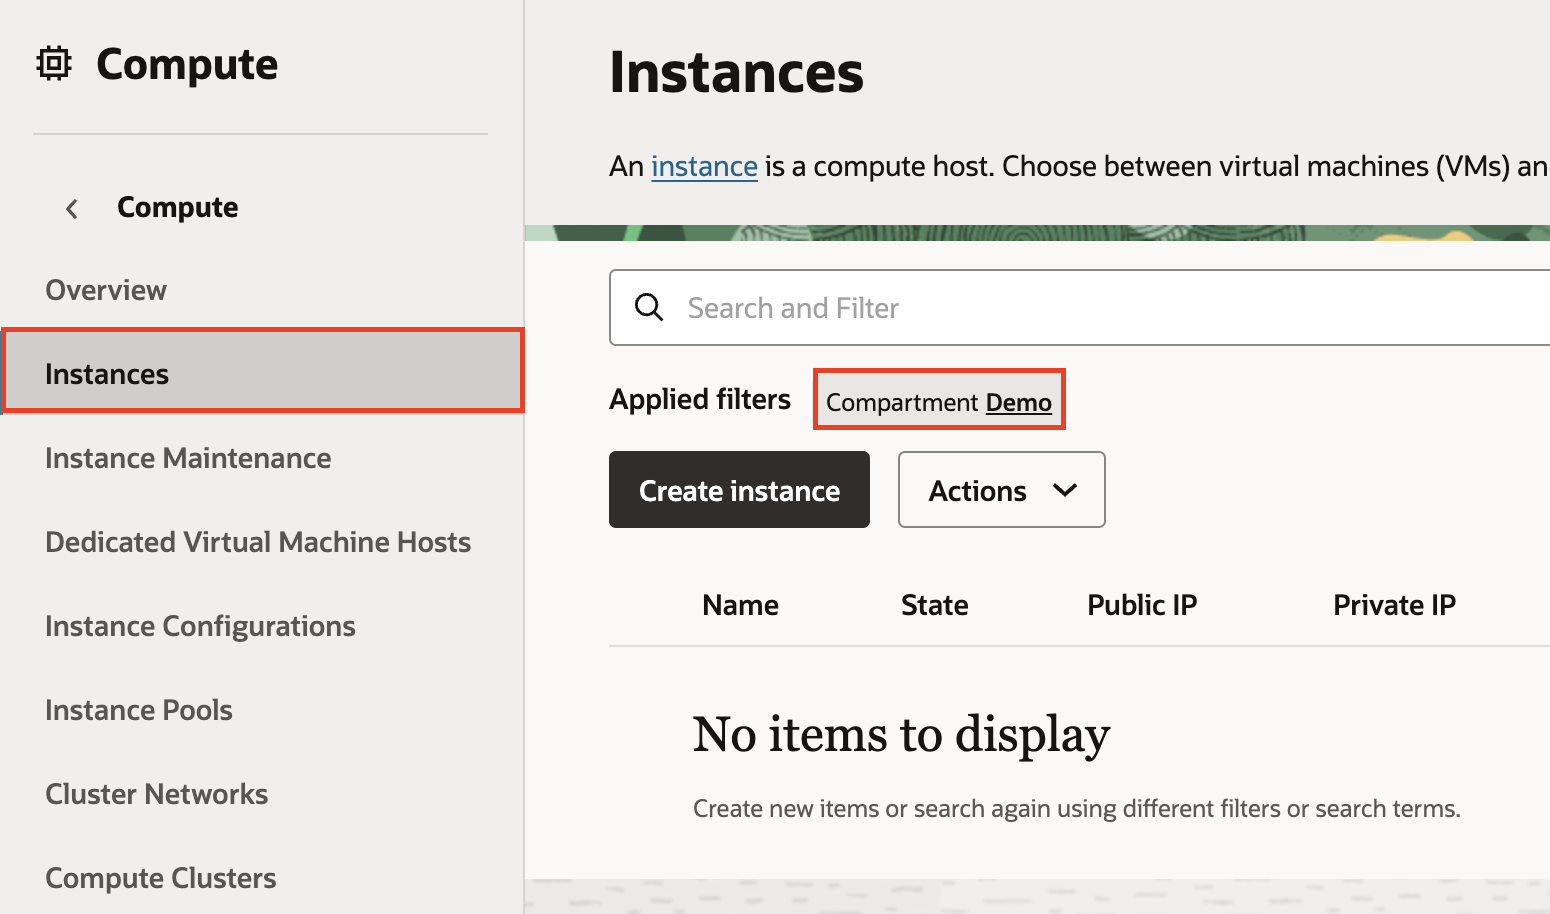 Compute
Compute
Overview
Instances
Instance Maintenance
Dedicated Virtual Machine Hosts
Instance Configurations
Instance Pools
Cluster Networks
Compute Clusters
Instances
An instance is a compute host. Choose between virtual machines (VMs) an
Search and Filter
Applied filters Compartment Demo
Create instance Actions
Name State Public IP Private IP
No items to display
Create new items or search again using different filters or search terms.